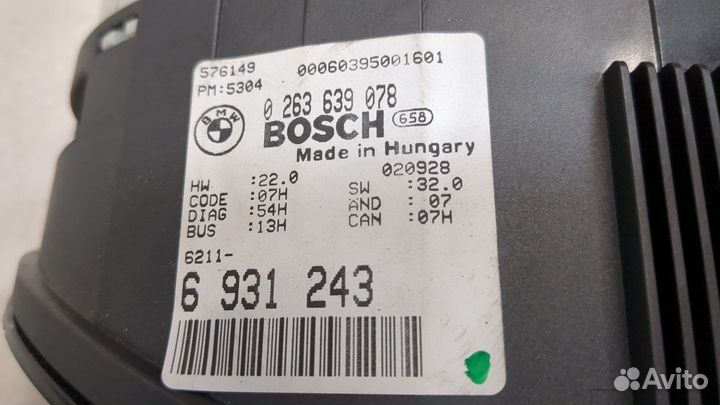 576149 00060395001601
PM:5304
BMW
0 263 639 078
BOSCH 658
Made in Hungary
020928
HW :22.0 SW :32.0
CODE :07H AND : 07
DIAG :54H CAN :07H
BUS :13H
6211-
6 931 243
Avito